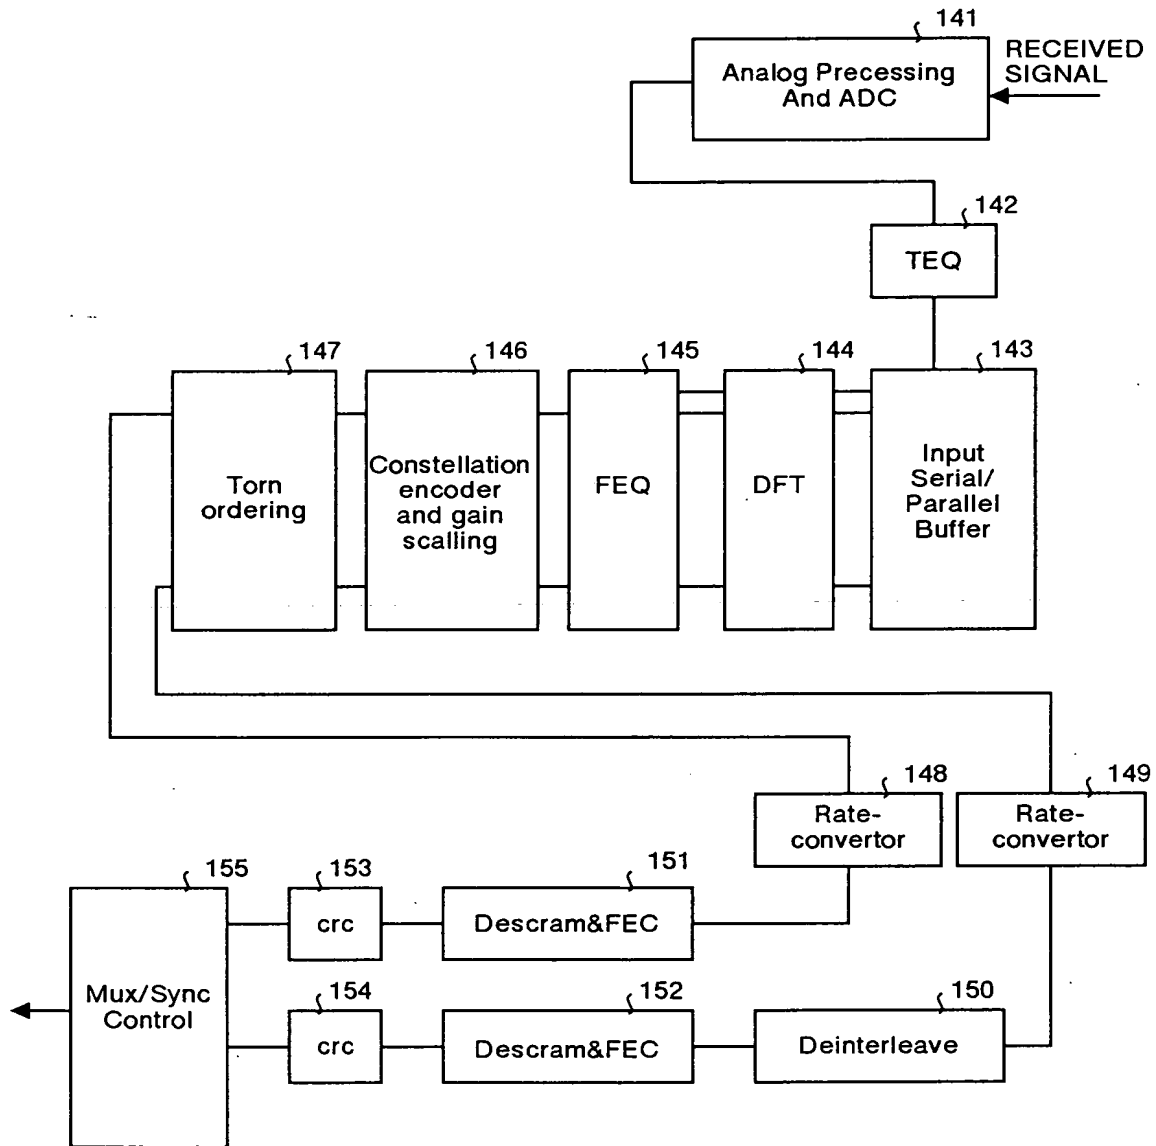 141
Analog Precessing
And ADC
RECEIVED
SIGNAL
142
TEQ
147
146
145
144
143
Torn
ordering
Constellation
encoder
and gain
scalling
FEQ
DFT
Input
Serial/
Parallel
Buffer
148
149
Rate-
convertor
Rate-
convertor
155
153
151
crc
Descram&FEC
Mux/Sync
Control
154
152
150
crc
Descram&FEC
Deinterleave